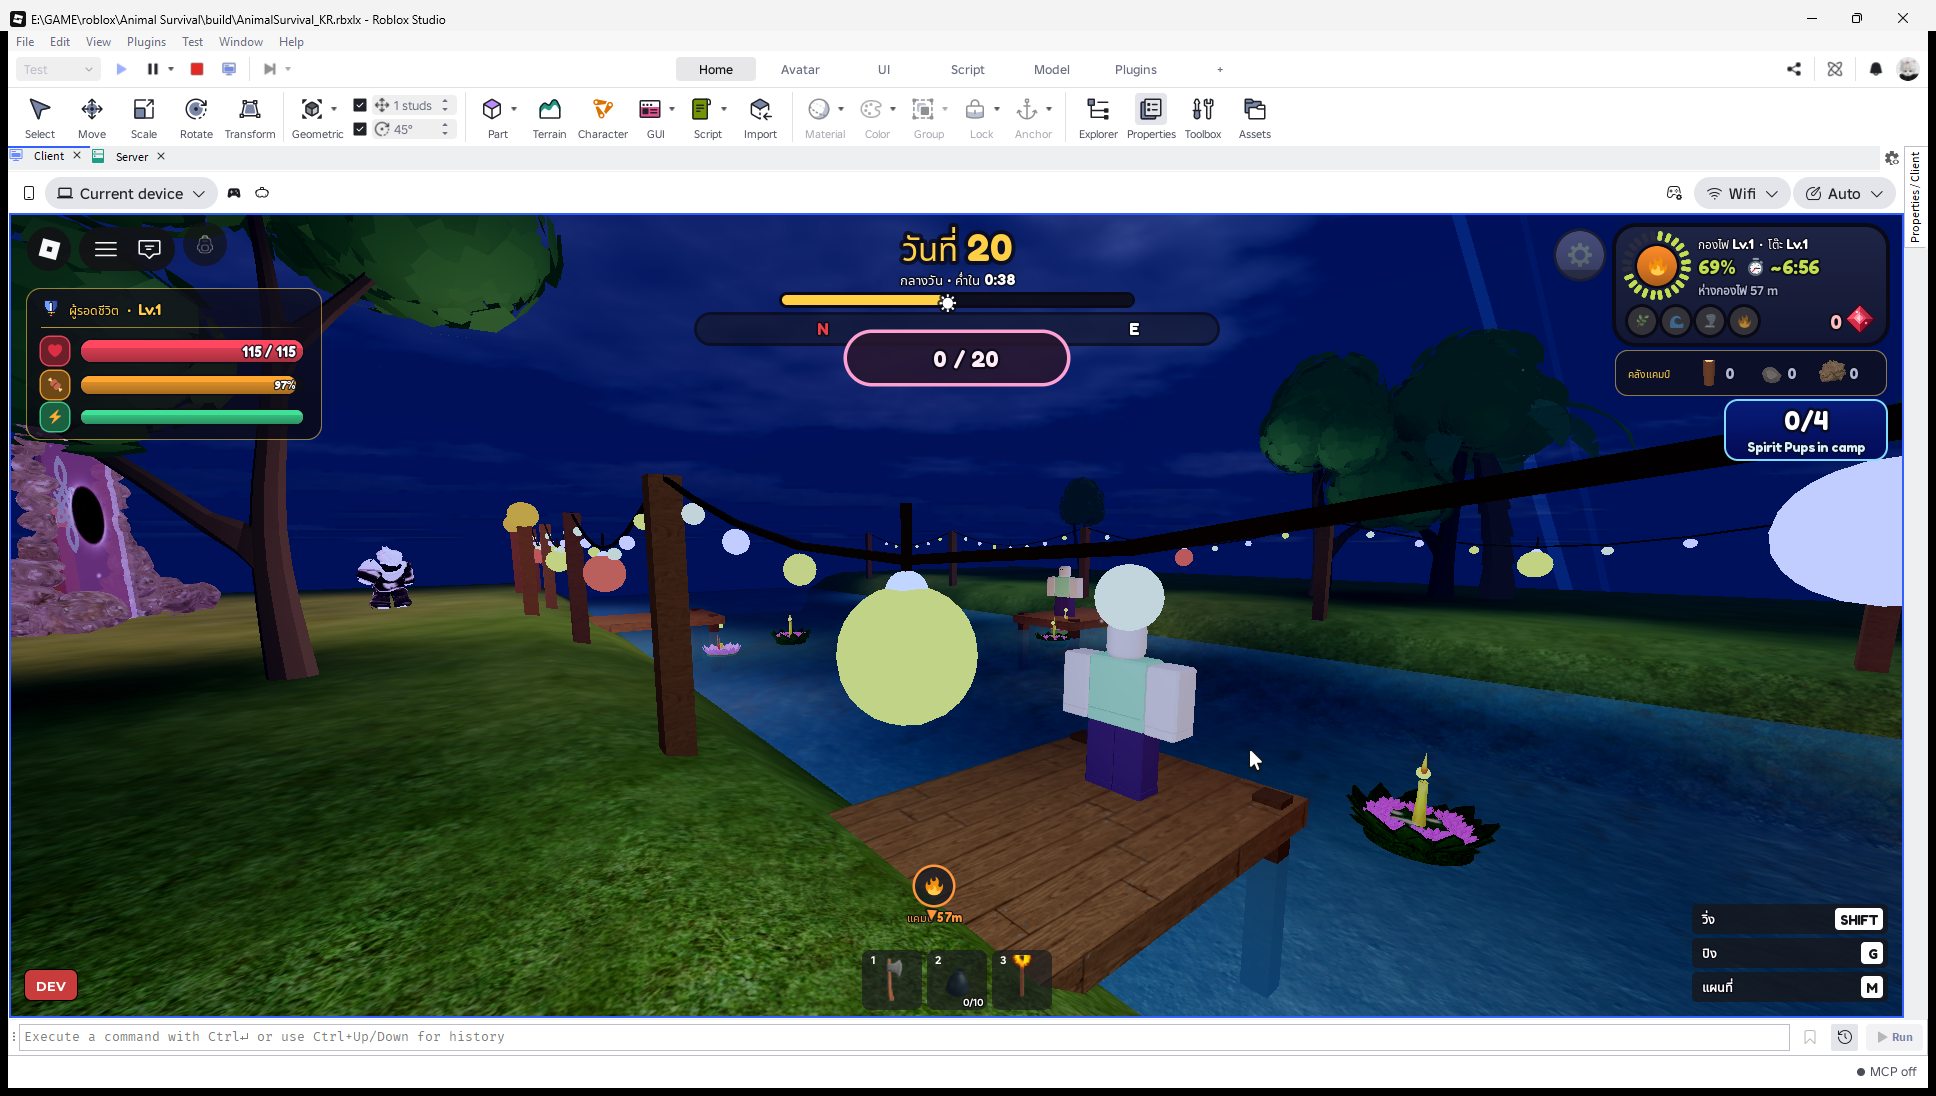 E:\GAME\roblox\Animal Survival\build\AnimalSurvival_KR.rbxlx - Roblox Studio
File Edit View Plugins Test Window Help
Test
Home Avatar UI Script Model Plugins +
Select Move Scale Rotate Transform Geometric 1 studs 45° Part Terrain Character GUI Script Import Material Color Group Lock Anchor Explorer Properties Toolbox Assets
Client Server
Properties / Client
Current device Wifi Auto
วันที่ 20
กลางวัน · ค่ำใน 0:38
N E
0 / 20
ผู้รอดชีวิต · Lv.1
115 / 115
97%
กองไฟ Lv.1 · โต๊ะ Lv.1
69% ~6:56
ห่างกองไฟ 57 m
0
คลังแคมป์ 0 0 0
0/4
Spirit Pups in camp
57m
1 2 3
0/10
วิ่ง SHIFT
ปิง G
แผนที่ M
DEV
Execute a command with Ctrl↵ or use Ctrl+Up/Down for history
Run
MCP off